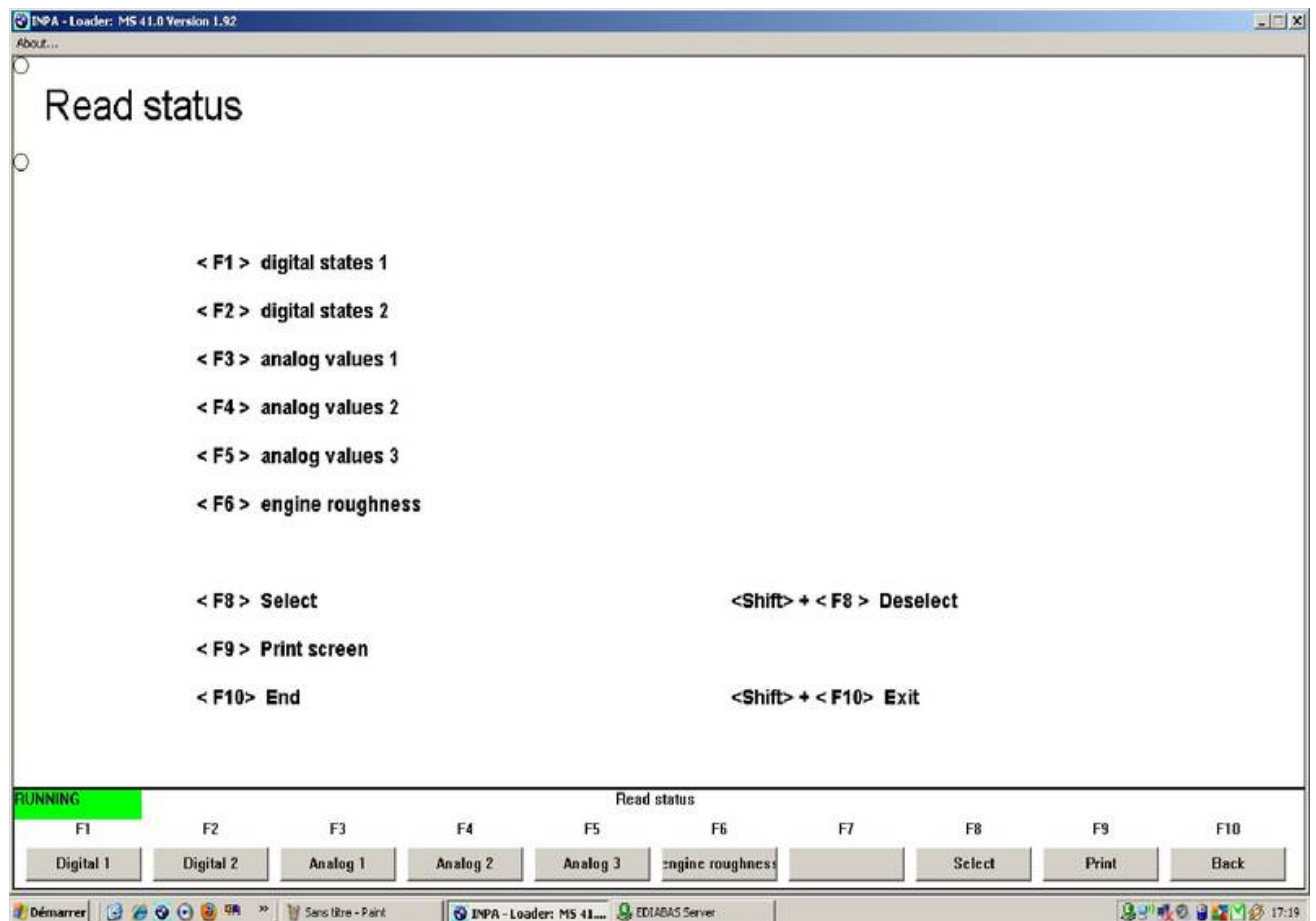 INPA - Loader: MS 41.0 Version 1.92
About...
Read status
< F1 > digital states 1
< F2 > digital states 2
< F3 > analog values 1
< F4 > analog values 2
< F5 > analog values 3
< F6 > engine roughness
< F8 > Select <Shift> + < F8 > Deselect
< F9 > Print screen
< F10> End <Shift> + < F10> Exit
RUNNING Read status
F1 F2 F3 F4 F5 F6 F7 F8 F9 F10
Digital 1 Digital 2 Analog 1 Analog 2 Analog 3 engine roughness Select Print Back
Démarrer » Sans titre - Paint INPA - Loader: MS 41.... EDIABAS Server 17:19